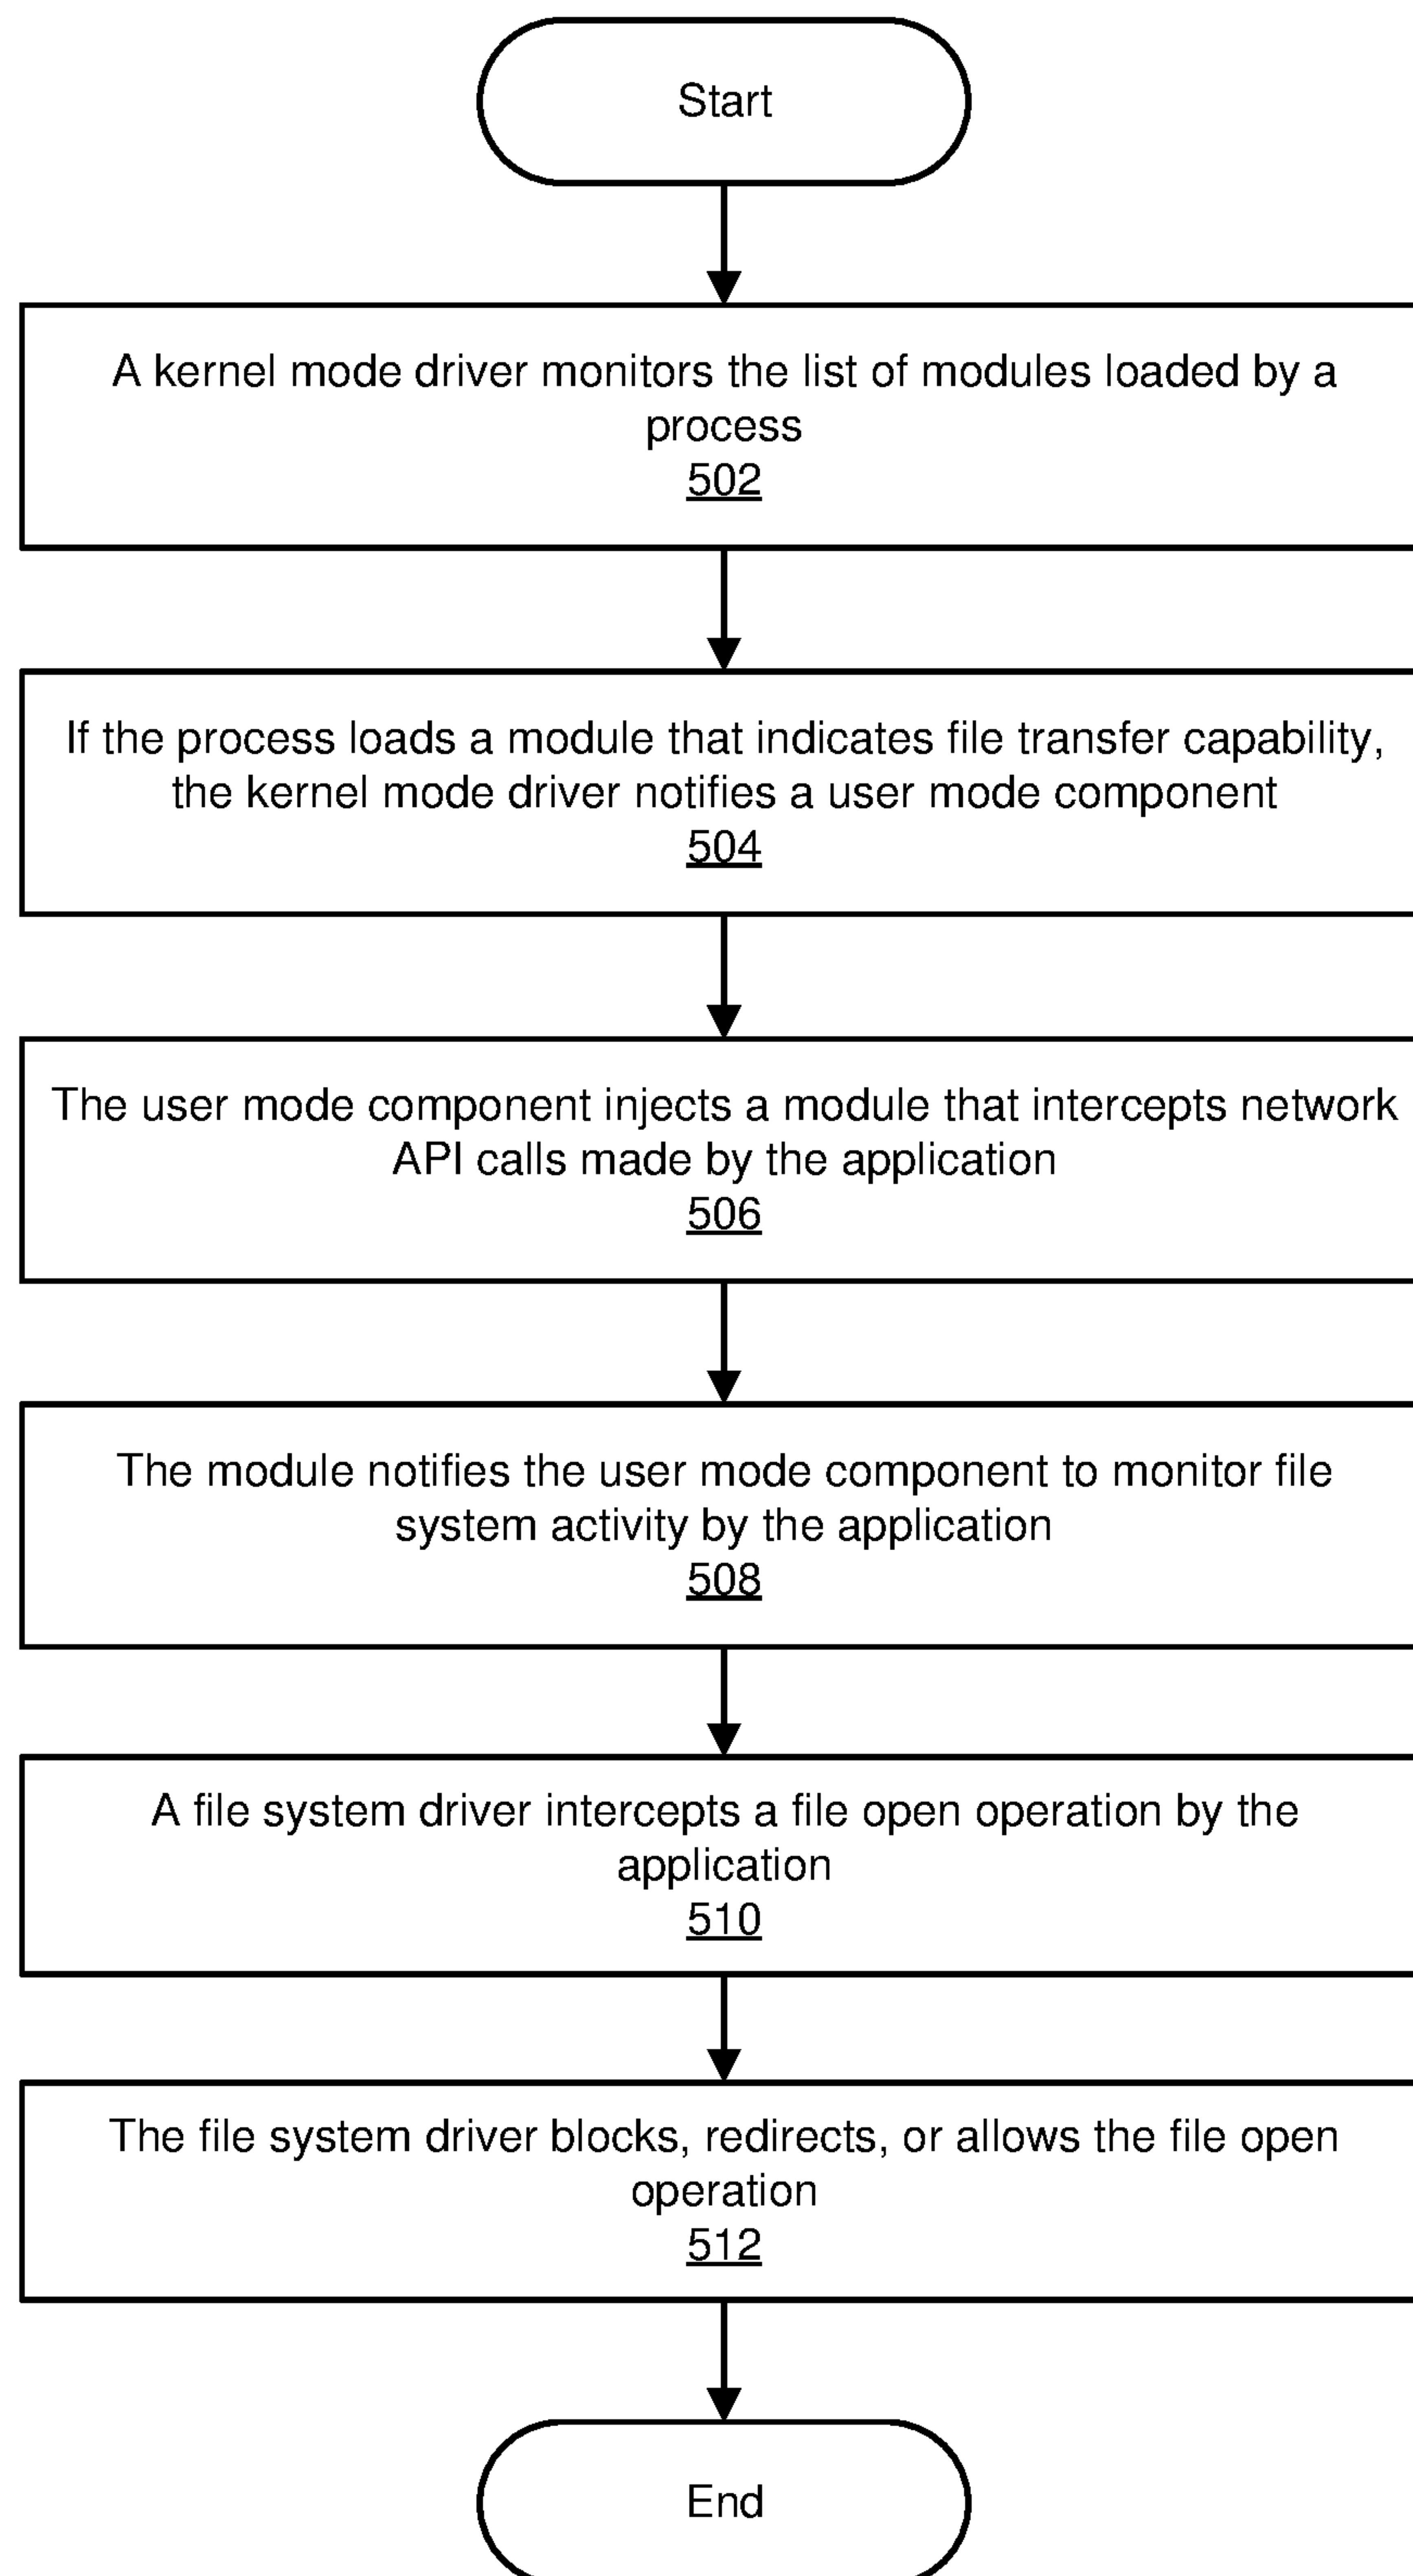 Start
A kernel mode driver monitors the list of modules loaded by a
process
502
If the process loads a module that indicates file transfer capability,
the kernel mode driver notifies a user mode component
504
The user mode component injects a module that intercepts network
API calls made by the application
506
The module notifies the user mode component to monitor file
system activity by the application
508
A file system driver intercepts a file open operation by the
application
510
The file system driver blocks, redirects, or allows the file open
operation
512
End